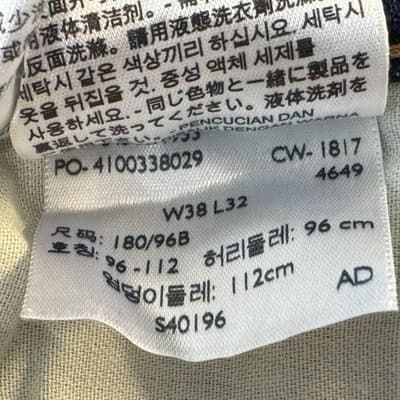 或用液体清洁剂。
反面洗滌。請用液態洗衣劑洗滌。
세탁시 같은 색상끼리 하십시오. 세탁시
옷을 뒤집을 것. 중성 액체 세제를
사용하세요. - 同じ色物と一緒に製品を
裏返して洗ってください。液体洗剤を
PENCUCIAN DAN
DENGAN WARNA
PO- 4100338029
CW- 1817
4649
W38 L32
尺码: 180/96B
호칭: 96 -112 허리둘레: 96 cm
엉덩이둘레: 112cm
AD
S40196